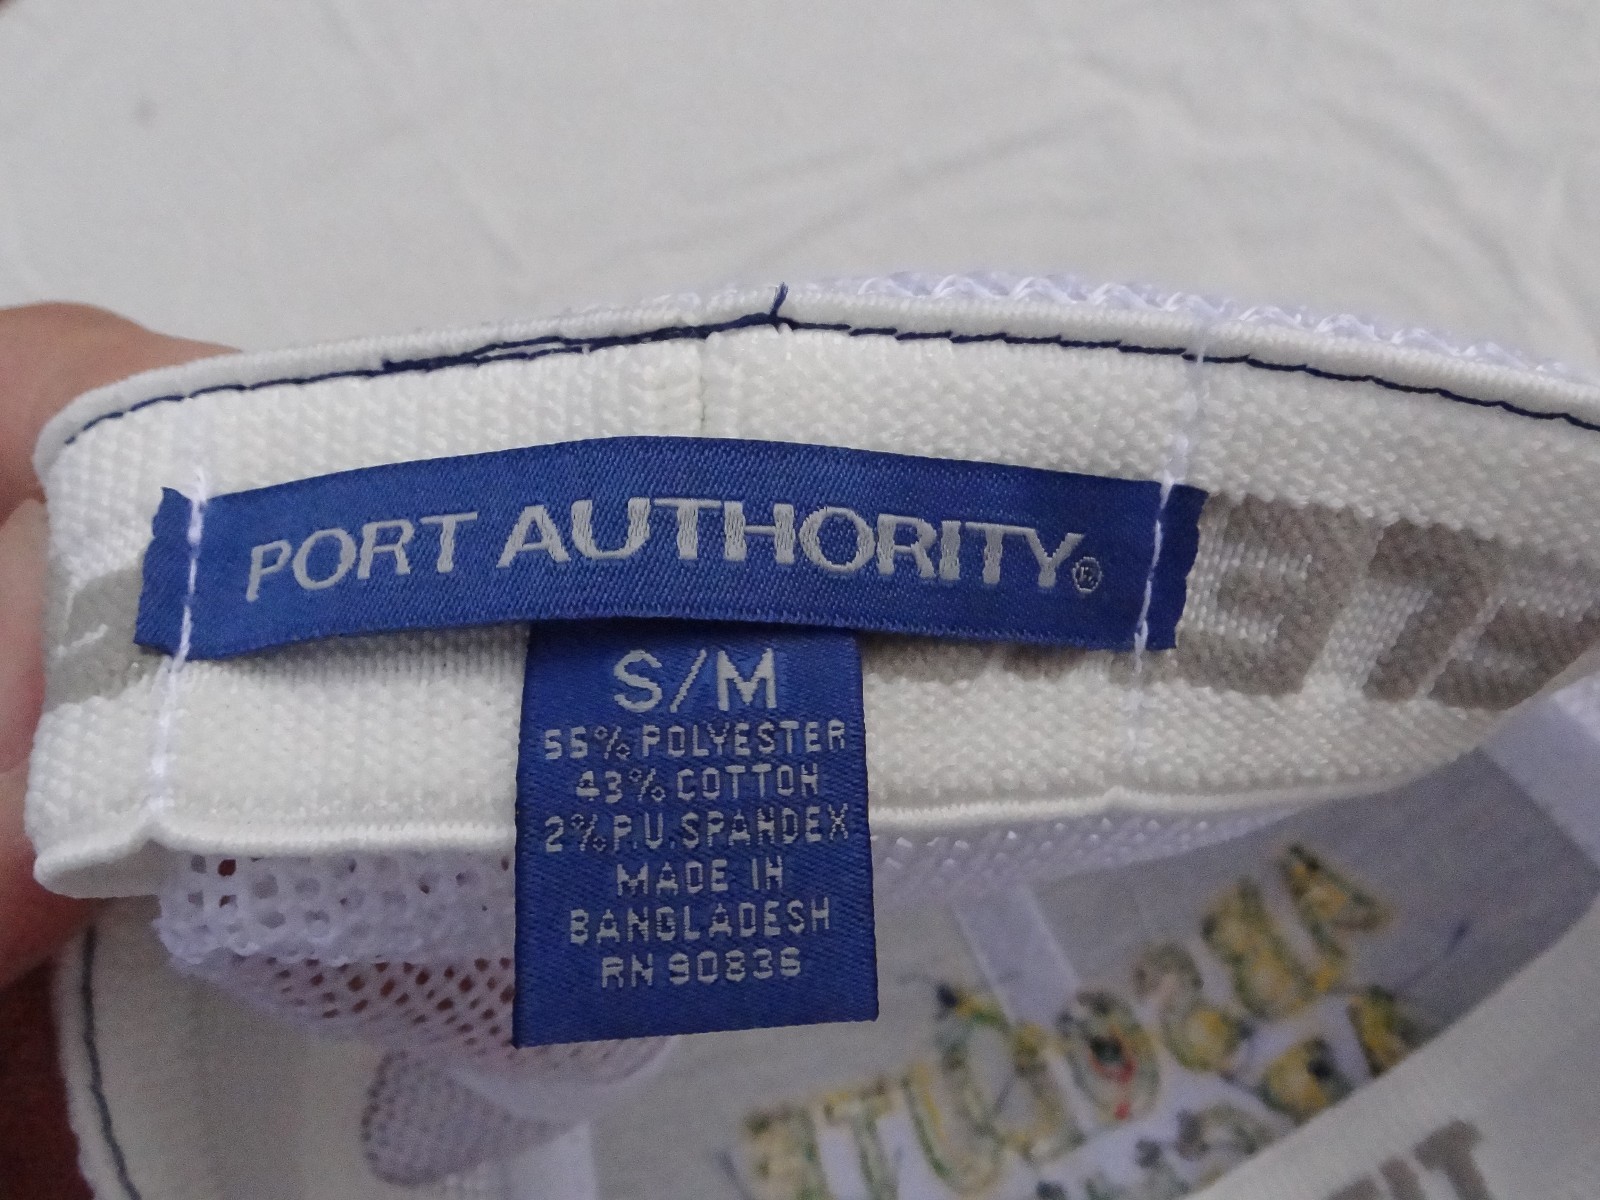 PORT AUTHORITY®
S/M
55% POLYESTER
43% COTTON
2% P.U. SPANDEX
MADE IN
BANGLADESH
RN 90836